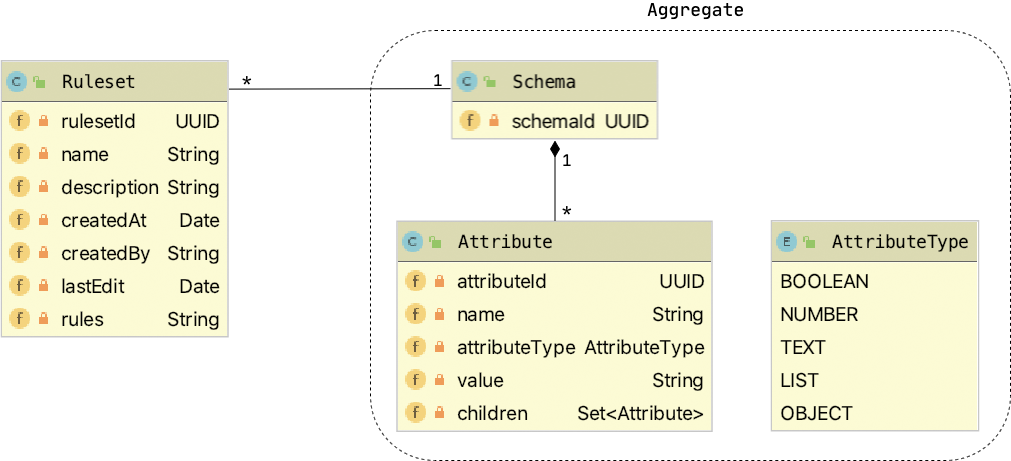 Aggregate
C Ruleset
* 1
C Schema
f rulesetId UUID
f name String
f description String
f createdAt Date
f createdBy String
f lastEdit Date
f rules String
f schemaId UUID
1
*
C Attribute
f attributeId UUID
f name String
f attributeType AttributeType
f value String
f children Set<Attribute>
E AttributeType
BOOLEAN
NUMBER
TEXT
LIST
OBJECT